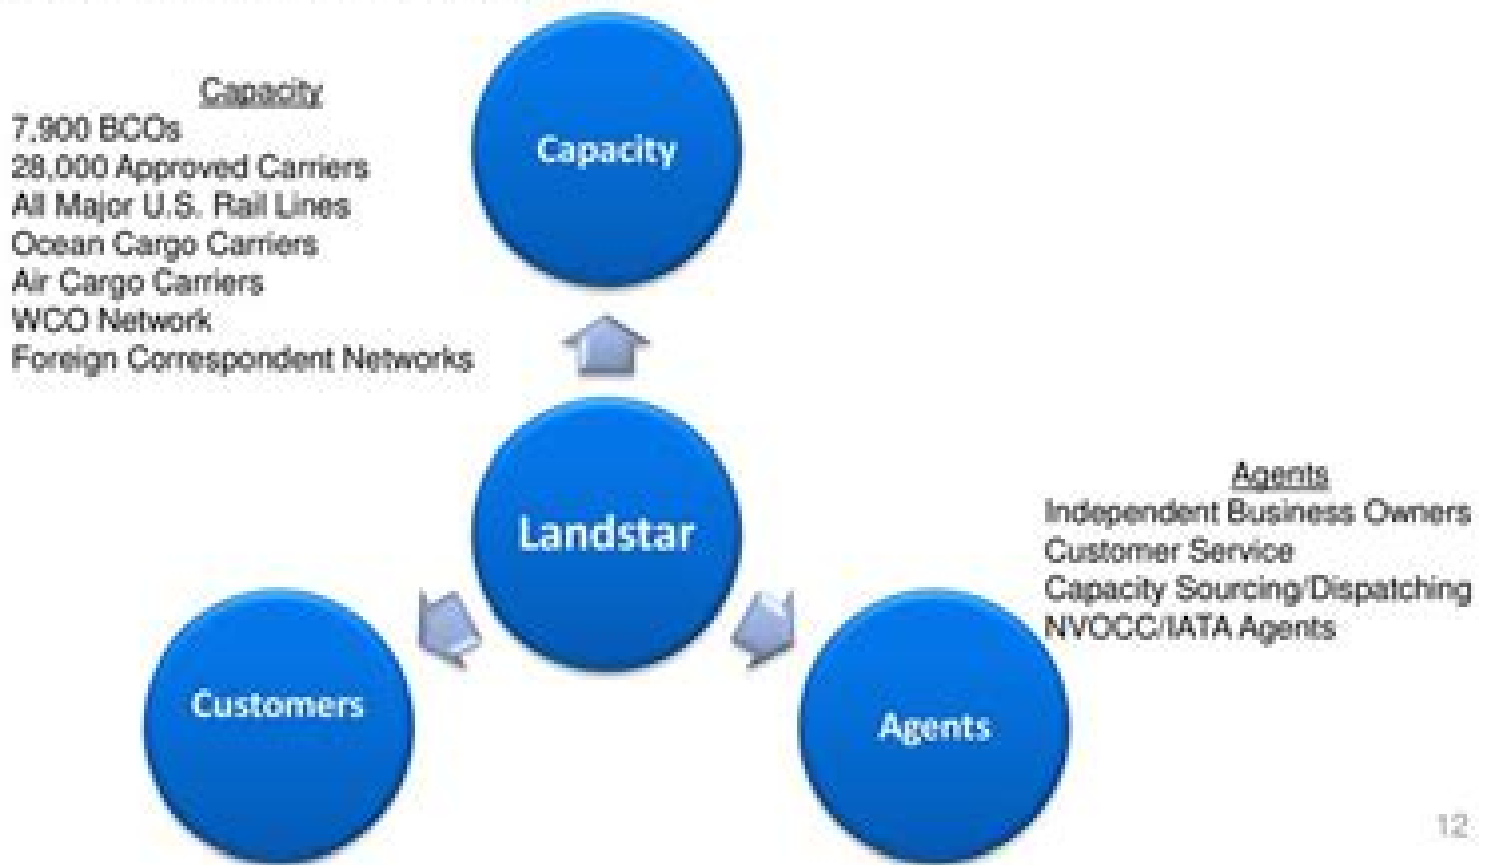 Capacity
7,900 BCOs
28,000 Approved Carriers
All Major U.S. Rail Lines
Ocean Cargo Carriers
Air Cargo Carriers
WCO Network
Foreign Correspondent Networks
Capacity
Landstar
Agents
Independent Business Owners
Customer Service
Capacity Sourcing/Dispatching
NVOCC/IATA Agents
Customers
Agents
12